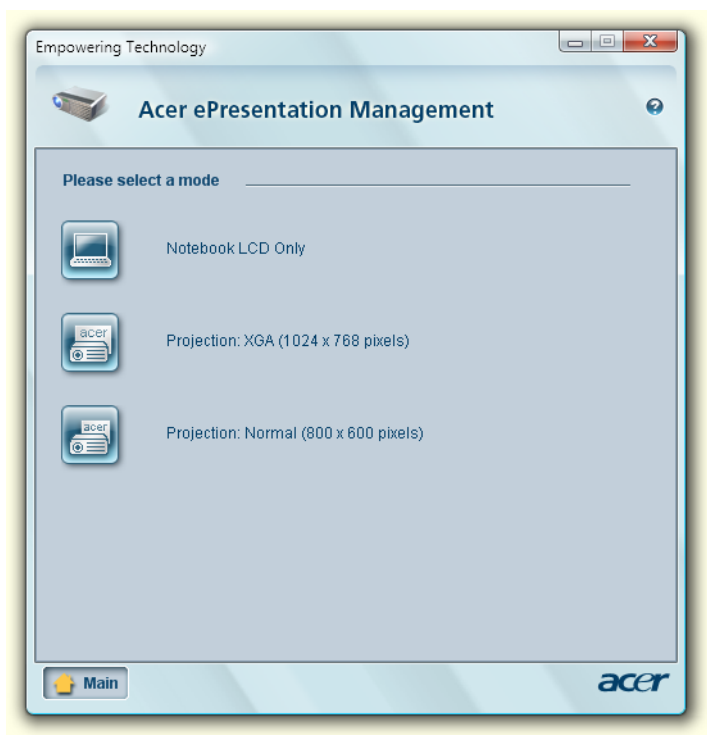 Empowering Technology
Acer ePresentation Management
Please select a mode
Notebook LCD Only
acer
Projection: XGA (1024 x 768 pixels)
acer
Projection: Normal (800 x 600 pixels)
Main
acer